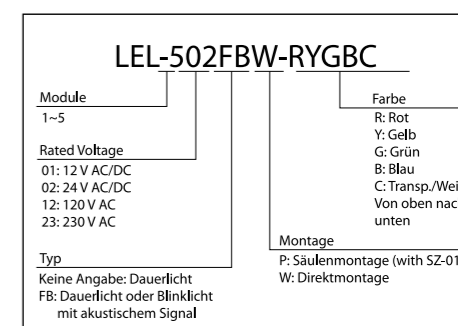 LEL-502FBW-RYGBC
Module
1~5
Rated Voltage
01: 12 V AC/DC
02: 24 V AC/DC
12: 120 V AC
23: 230 V AC
Typ
Keine Angabe: Dauerlicht
FB: Dauerlicht oder Blinklicht
mit akustischem Signal
Farbe
R: Rot
Y: Gelb
G: Grün
B: Blau
C: Transp./Wei
Von oben nac
unten
Montage
P: Säulenmontage (with SZ-01
W: Direktmontage